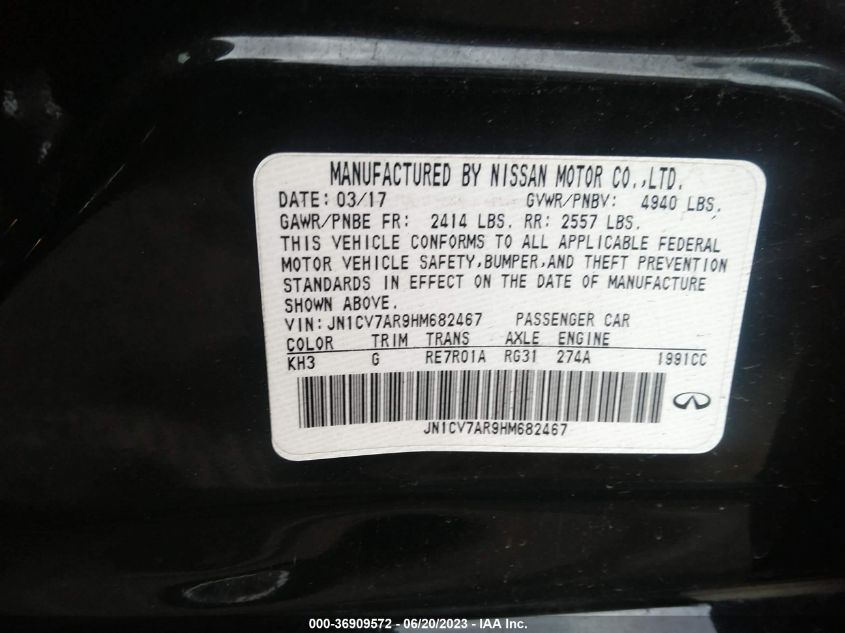 MANUFACTURED BY NISSAN MOTOR CO.,LTD.
DATE: 03/17 GVWR/PNBV: 4940 LBS.
GAWR/PNBE FR: 2414 LBS. RR: 2557 LBS.
THIS VEHICLE CONFORMS TO ALL APPLICABLE FEDERAL
MOTOR VEHICLE SAFETY,BUMPER,AND THEFT PREVENTION
STANDARDS IN EFFECT ON THE DATE OF MANUFACTURE
SHOWN ABOVE.
VIN:JN1CV7AR9HM682467 PASSENGER CAR
COLOR TRIM TRANS AXLE ENGINE
KH3 G RE7R01A RG31 274A 1991CC
JN1CV7AR9HM682467
000-36909572 - 06/20/2023 - IAA Inc.